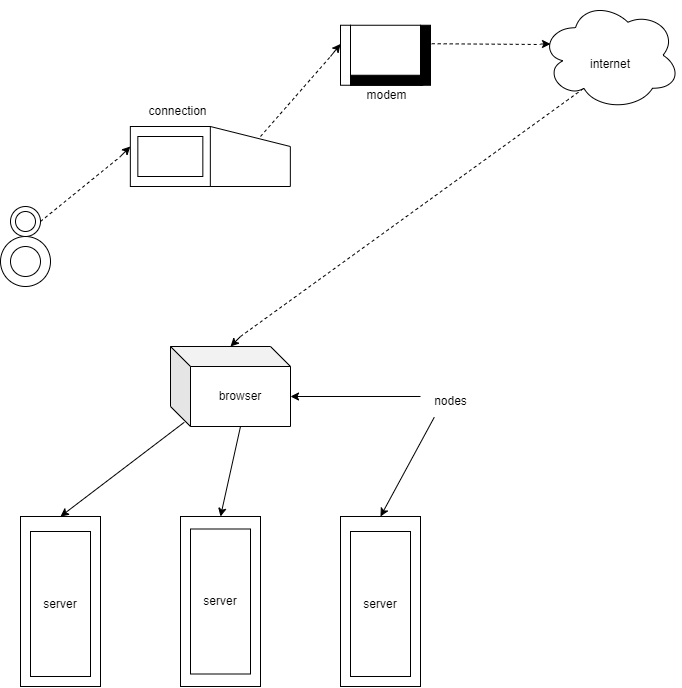 internet
modem
connection
browser
nodes
server
server
server